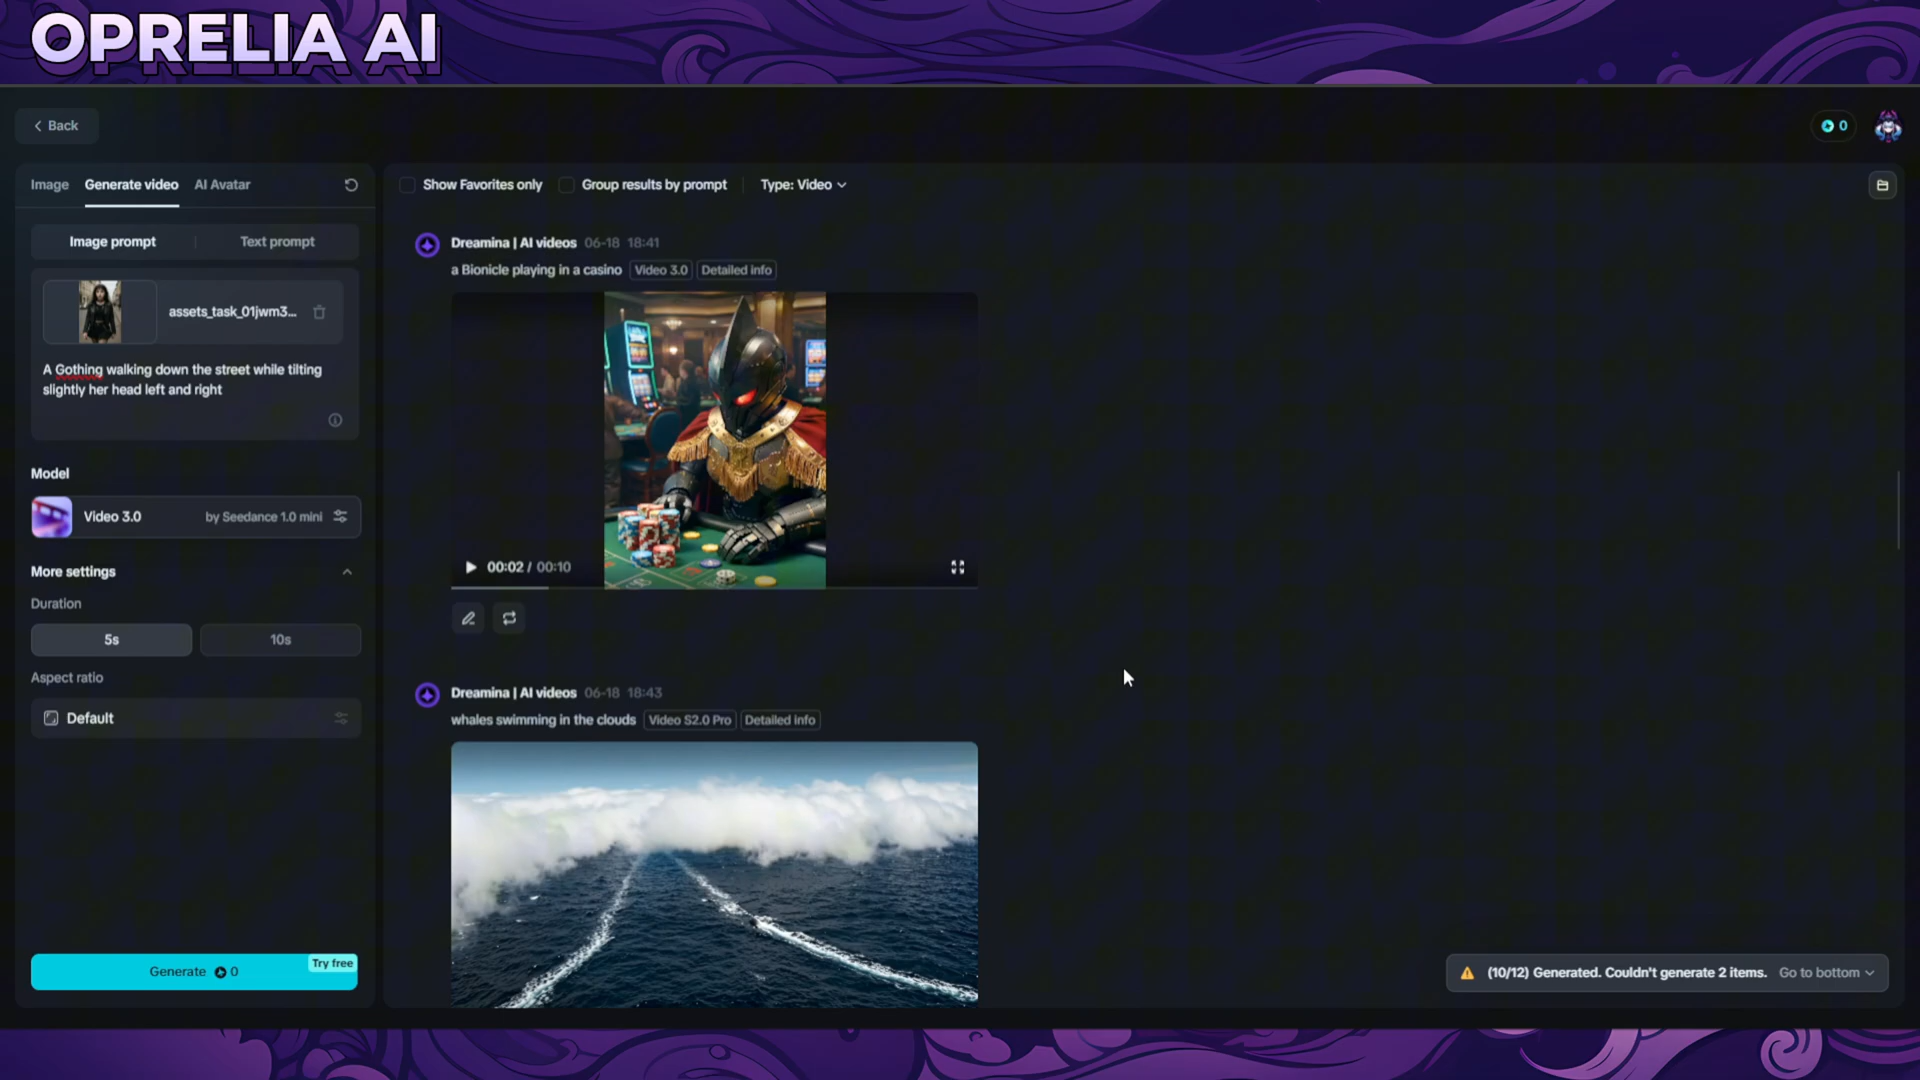 OPRELIA AI
Back
0
Image
Generate video
AI Avatar
Show Favorites only
Group results by prompt
Type: Video
Image prompt
Text prompt
assets_task_01jwm3...
A Gothing walking down the street while tilting
slightly her head left and right
Model
Video 3.0
by Seedance 1.0 mini
More settings
Duration
5s
10s
Aspect ratio
Default
Generate 0
Try free
Dreamina | AI videos 06-18 18:41
a Bionicle playing in a casino Video 3.0 Detailed info
00:02 / 00:10
Dreamina | AI videos 06-18 18:43
whales swimming in the clouds Video S2.0 Pro Detailed info
(10/12) Generated. Couldn't generate 2 items. Go to bottom